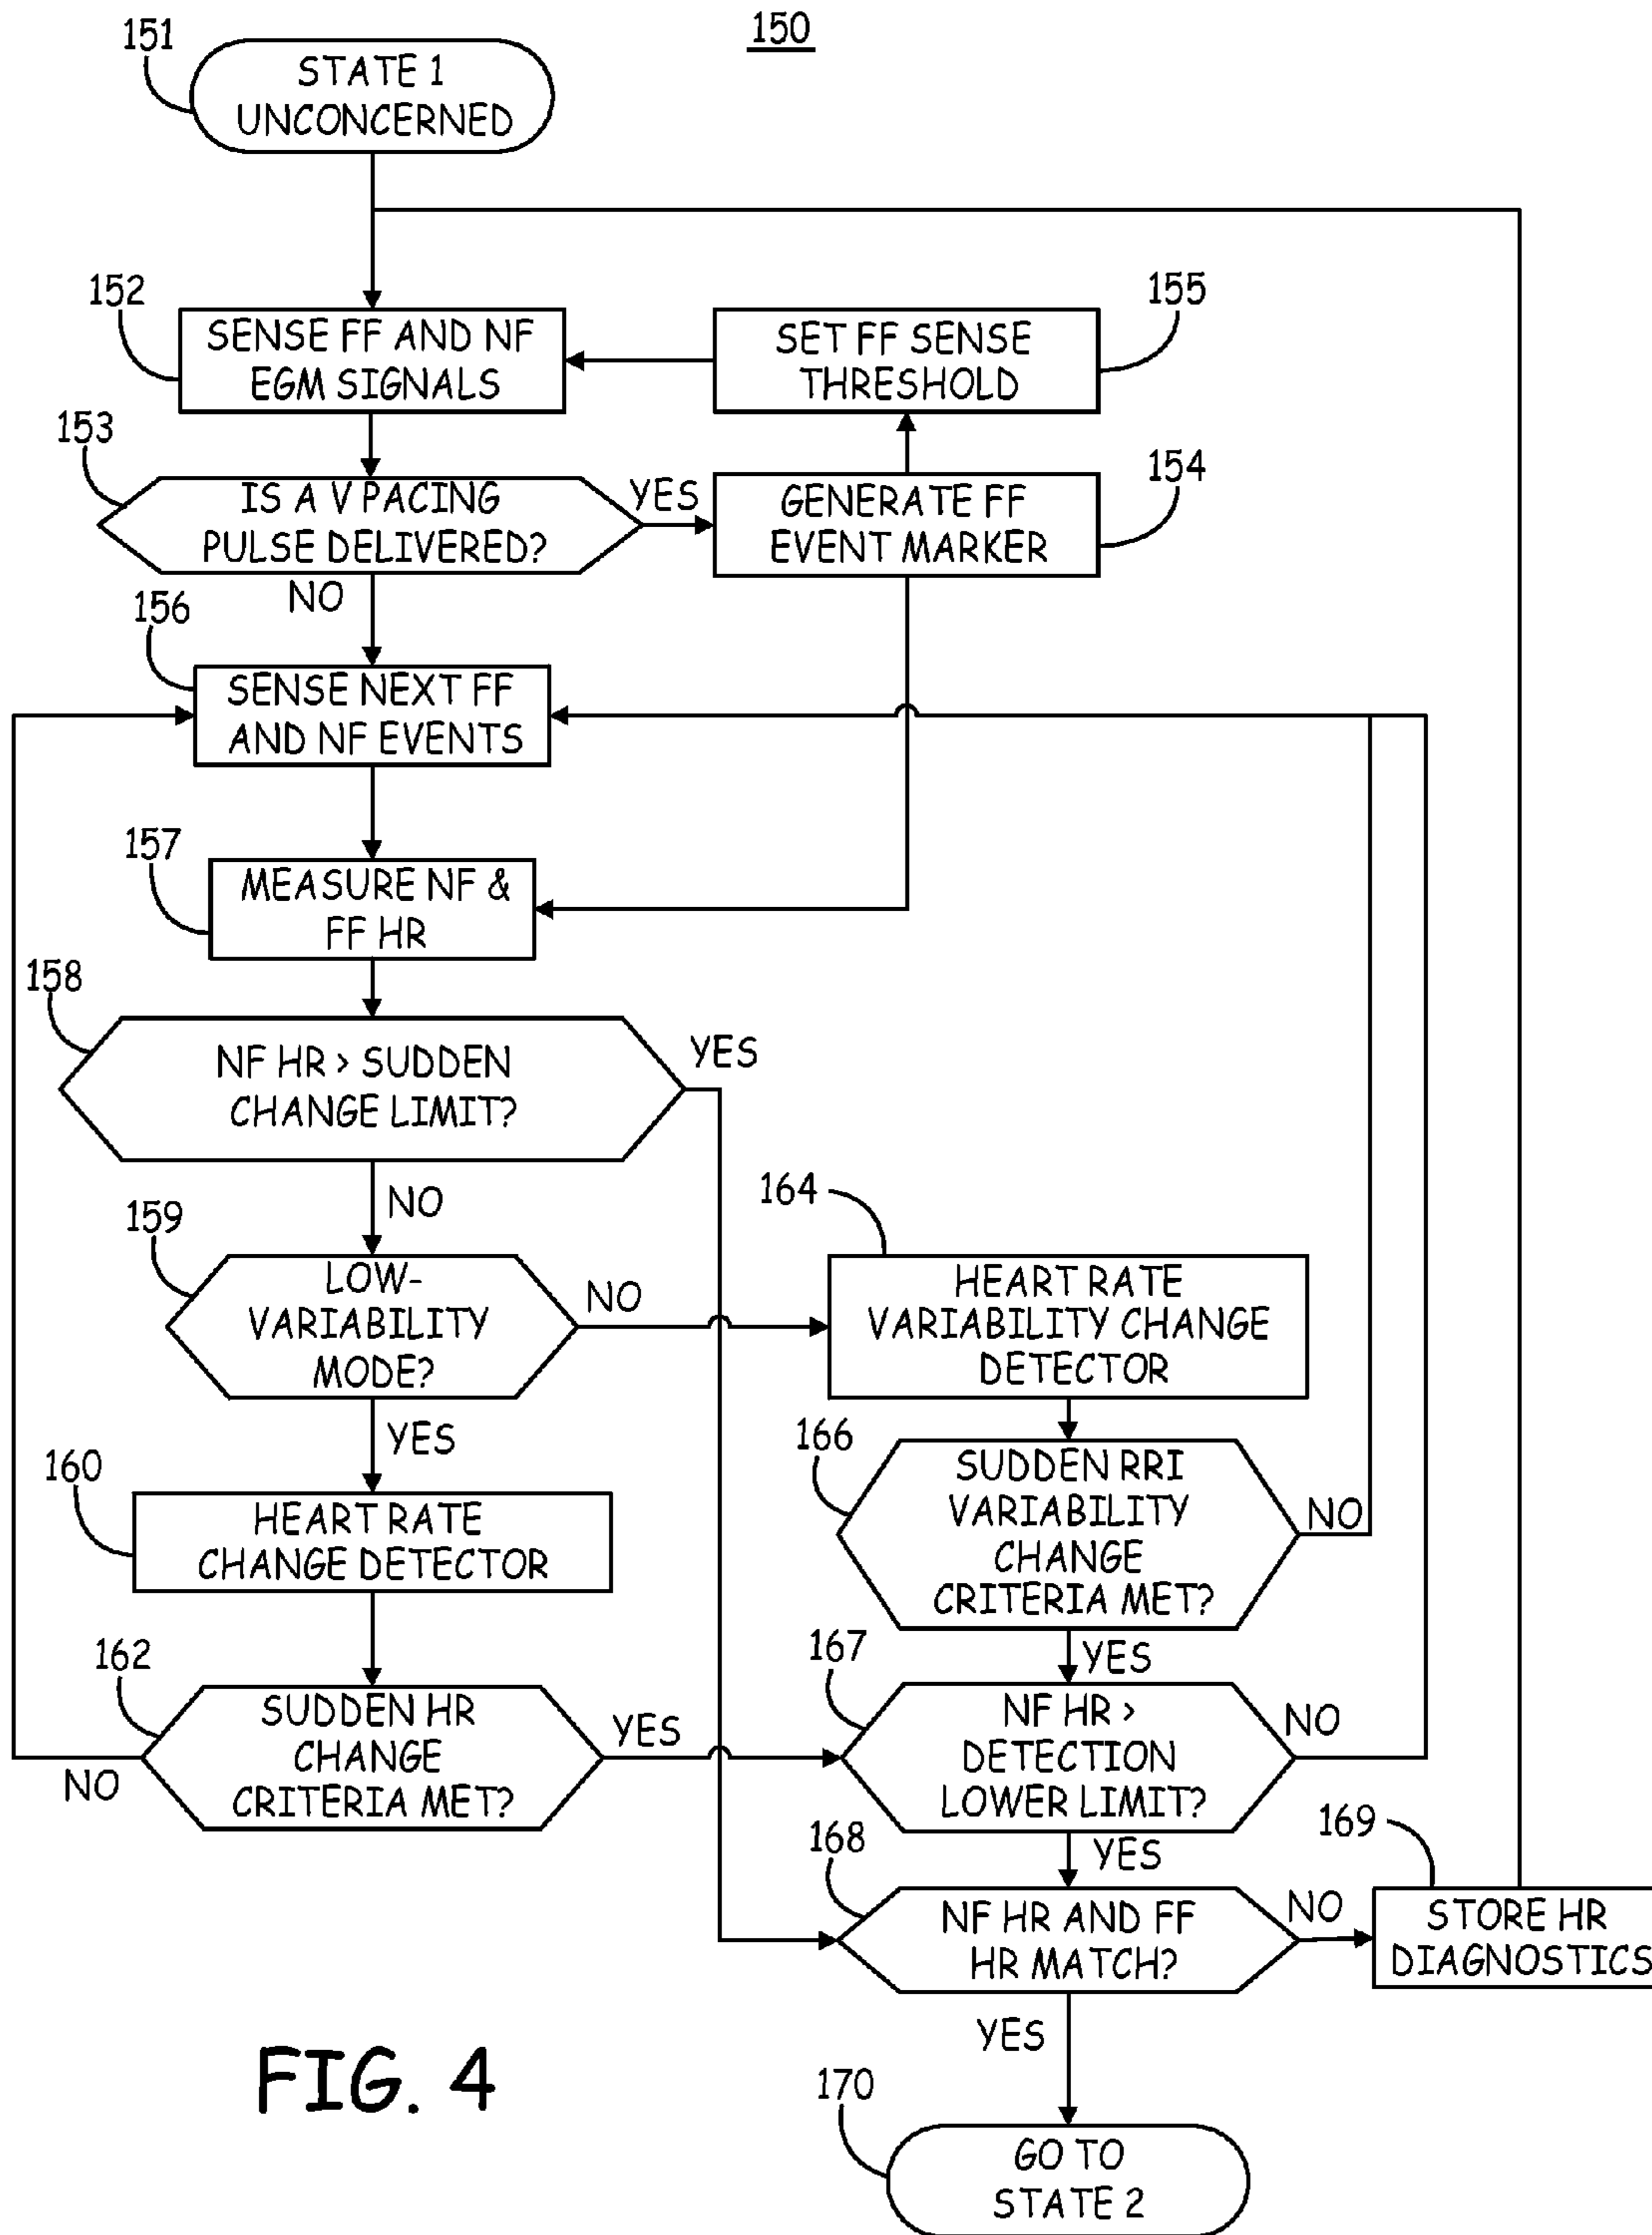 150
151
STATE 1
UNCONCERNED
152
SENSE FF AND NF
EGM SIGNALS
155
SET FF SENSE
THRESHOLD
153
IS A V PACING
PULSE DELIVERED?
YES
NO
154
GENERATE FF
EVENT MARKER
156
SENSE NEXT FF
AND NF EVENTS
157
MEASURE NF &
FF HR
158
NF HR > SUDDEN
CHANGE LIMIT?
YES
NO
159
LOW-
VARIABILITY
MODE?
NO
YES
164
HEART RATE
VARIABILITY CHANGE
DETECTOR
160
HEART RATE
CHANGE DETECTOR
166
SUDDEN RRI
VARIABILITY
CHANGE
CRITERIA MET?
NO
YES
162
SUDDEN HR
CHANGE
CRITERIA MET?
YES
NO
167
NF HR >
DETECTION
LOWER LIMIT?
NO
YES
168
NF HR AND FF
HR MATCH?
NO
YES
169
STORE HR
DIAGNOSTICS
170
GO TO
STATE 2
FIG. 4